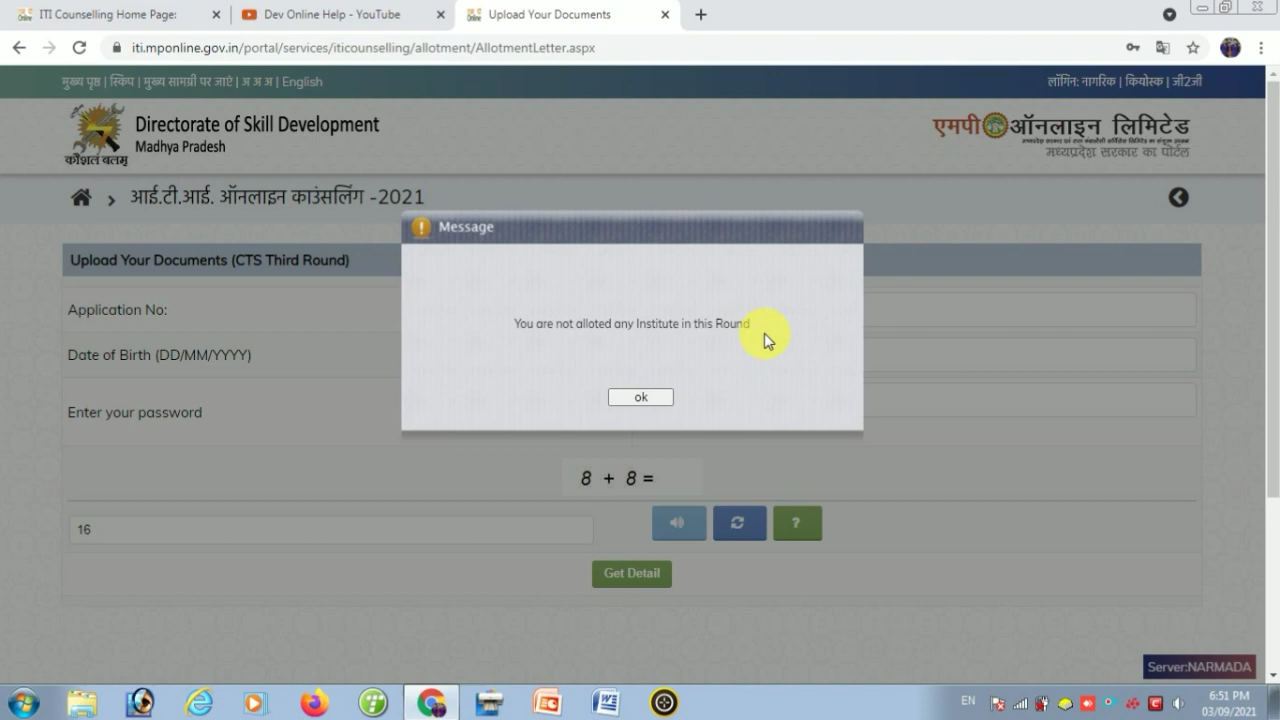 ITI Counselling Home Page:
Dev Online Help - YouTube
Upload Your Documents
iti.mponline.gov.in/portal/services/iticounselling/allotment/AllotmentLetter.aspx
मुख्य पृष्ठ | स्किप | मुख्य सामग्री पर जाएं | अ अ अ | English
लॉगिन: नागरिक | कियोस्क | जी2जी
Directorate of Skill Development
Madhya Pradesh
कौशलं बलम्
एमपी ऑनलाइन लिमिटेड
मध्यप्रदेश सरकार का पोर्टल
आई.टी.आई. ऑनलाइन काउंसलिंग -2021
Message
Upload Your Documents (CTS Third Round)
Application No:
You are not alloted any Institute in this Round
Date of Birth (DD/MM/YYYY)
ok
Enter your password
8 + 8 =
16
?
Get Detail
Server:NARMADA
EN
6:51 PM
03/09/2021